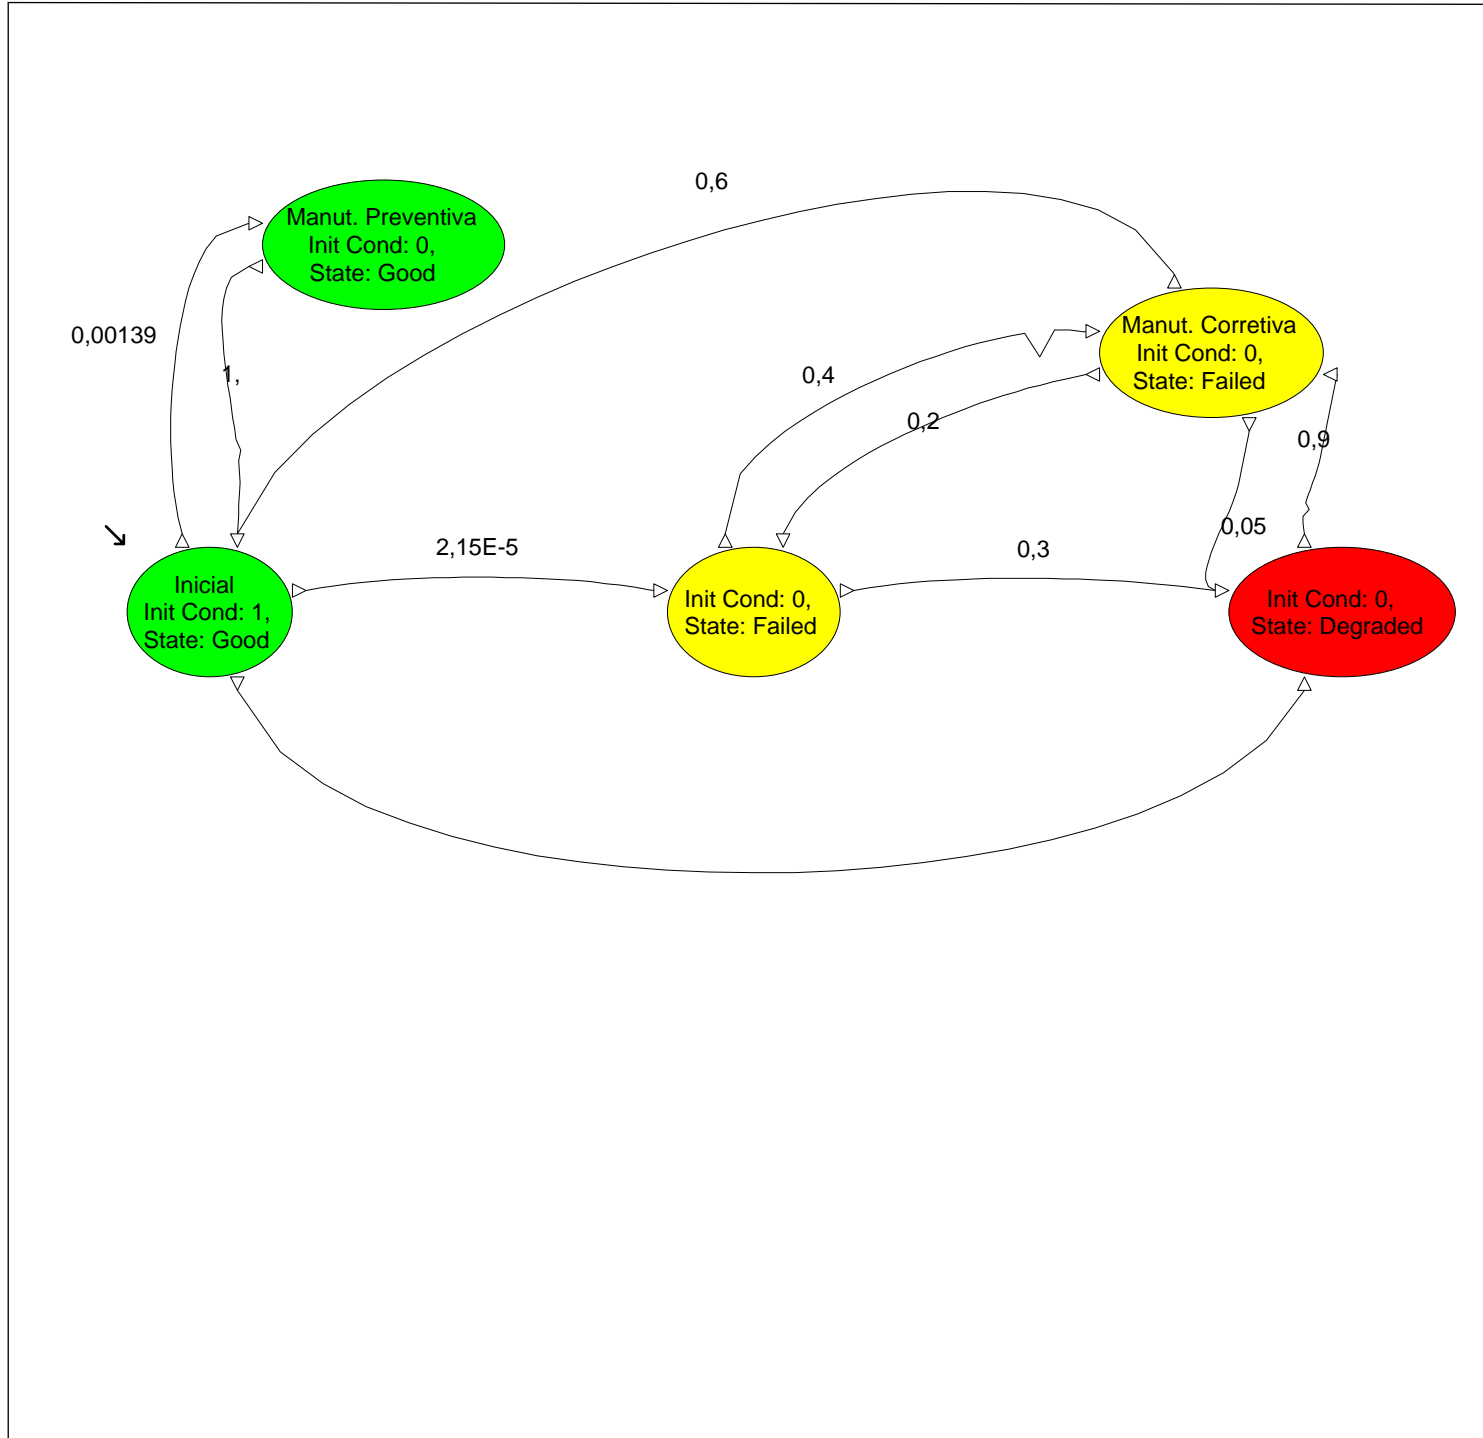 0,6
Manut. Preventiva
Init Cond: 0,
State: Good
0,00139
1,
Manut. Corretiva
Init Cond: 0,
State: Failed
0,4
0,2
0,9
0,05
2,15E-5
0,3
Inicial
Init Cond: 1,
State: Good
Init Cond: 0,
State: Failed
Init Cond: 0,
State: Degraded